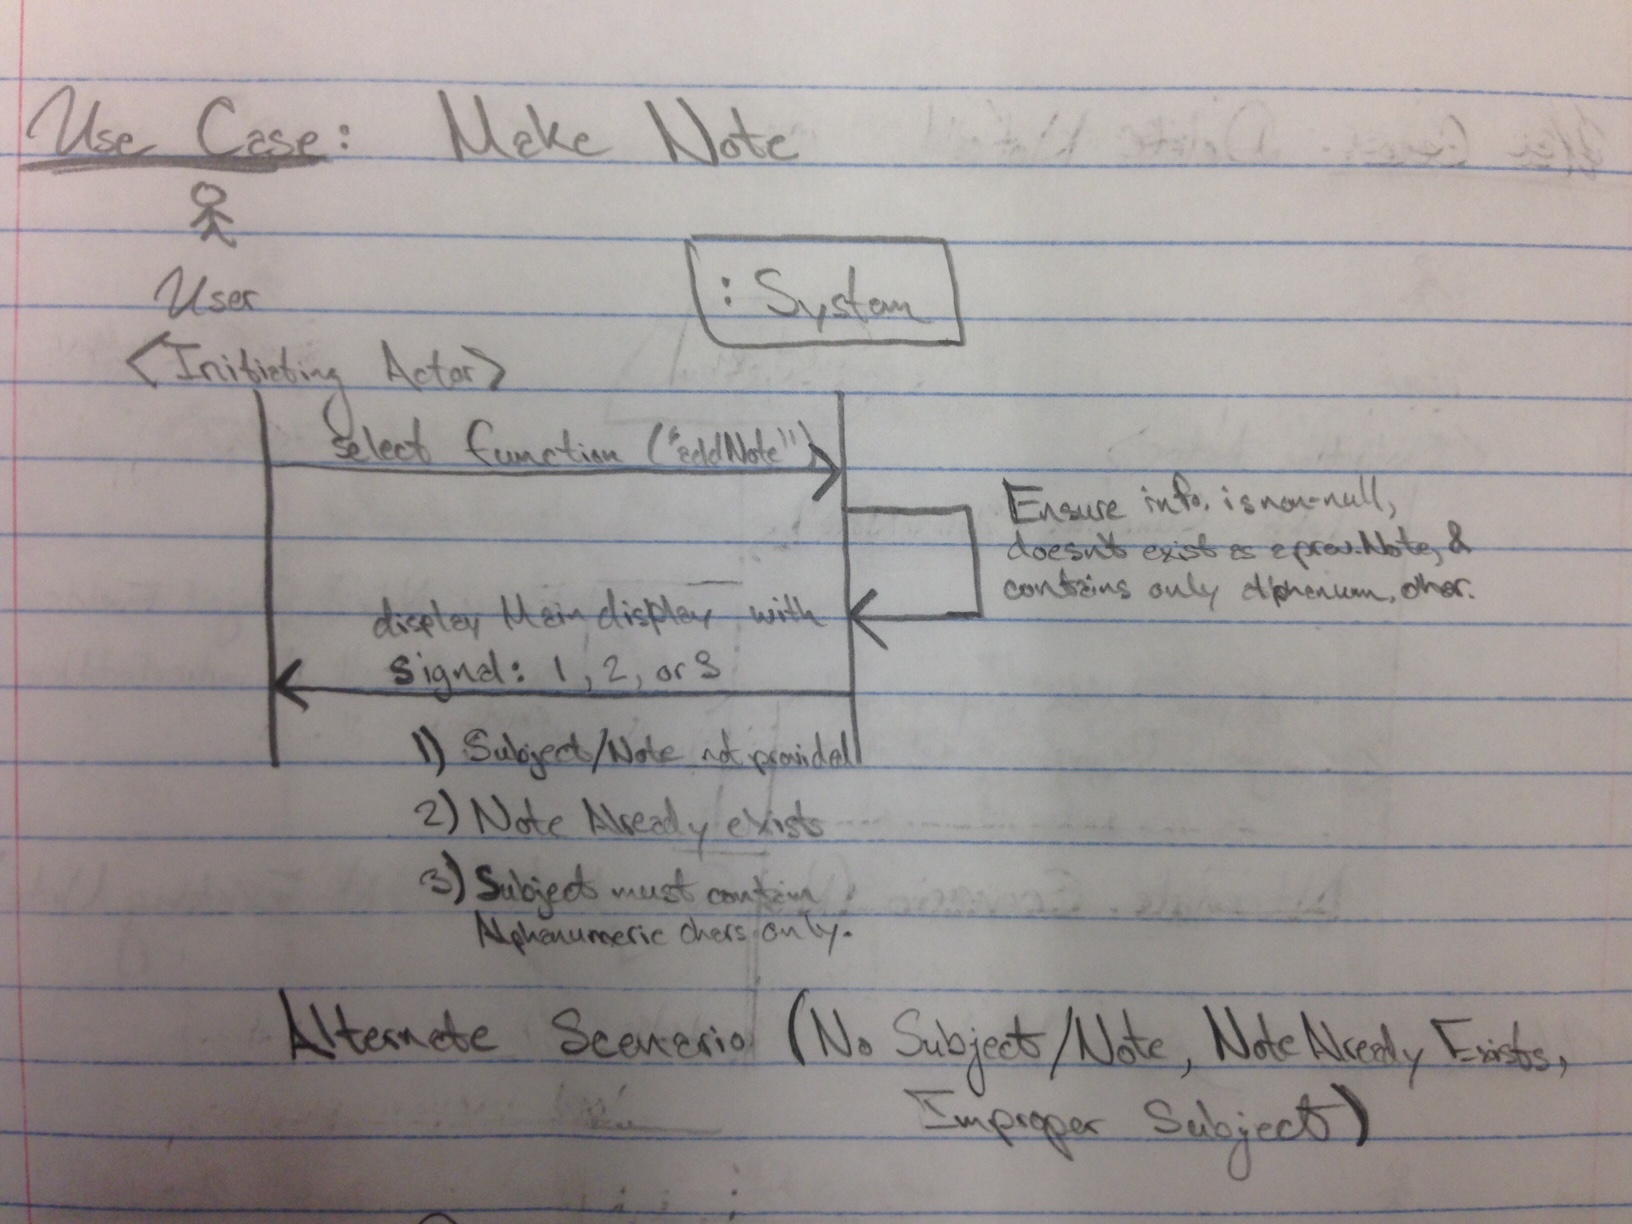 Use Case: Make Note
User
: System
<Initiating Actor>
select function ("addNote")
Ensure info. is non-null,
doesn't exist as a prev. Note, &
contains only alphanum. char.
display Main display with
signal: 1, 2, or 3
1) Subject/Note not provided
2) Note Already exists
3) Subject must contain
Alphanumeric chars only.
Alternate Scenario (No Subject/Note, Note Already Exists,
Improper Subject)